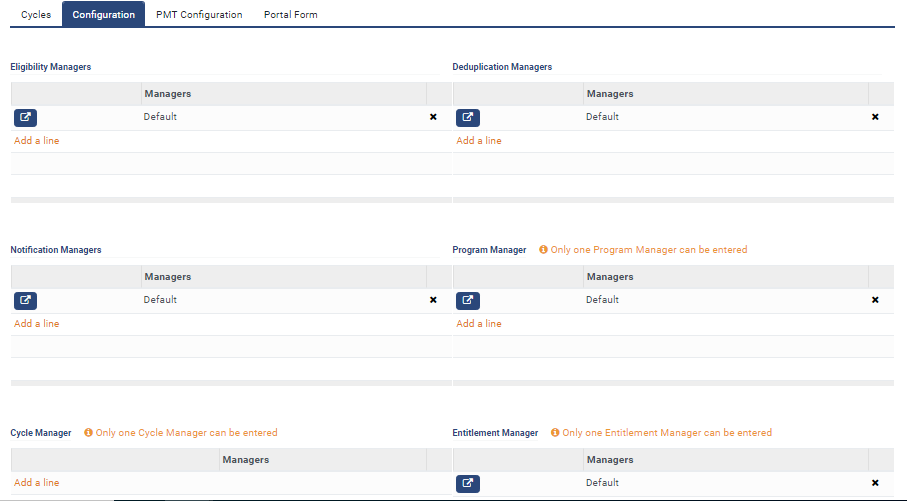 Cycles Configuration PMT Configuration Portal Form
Eligibility Managers
Managers
Default
Add a line
Deduplication Managers
Managers
Default
Add a line
Notification Managers
Managers
Default
Add a line
Program Manager Only one Program Manager can be entered
Managers
Default
Add a line
Cycle Manager Only one Cycle Manager can be entered
Managers
Add a line
Entitlement Manager Only one Entitlement Manager can be entered
Managers
Default